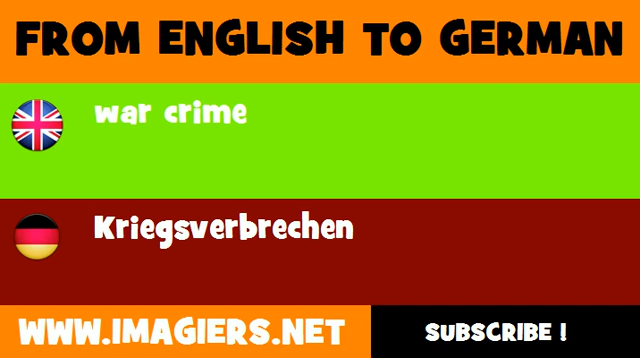 FROM ENGLISH TO GERMAN
war crime
Kriegsverbrechen
WWW.IMAGIERS.NET
SUBSCRIBE !